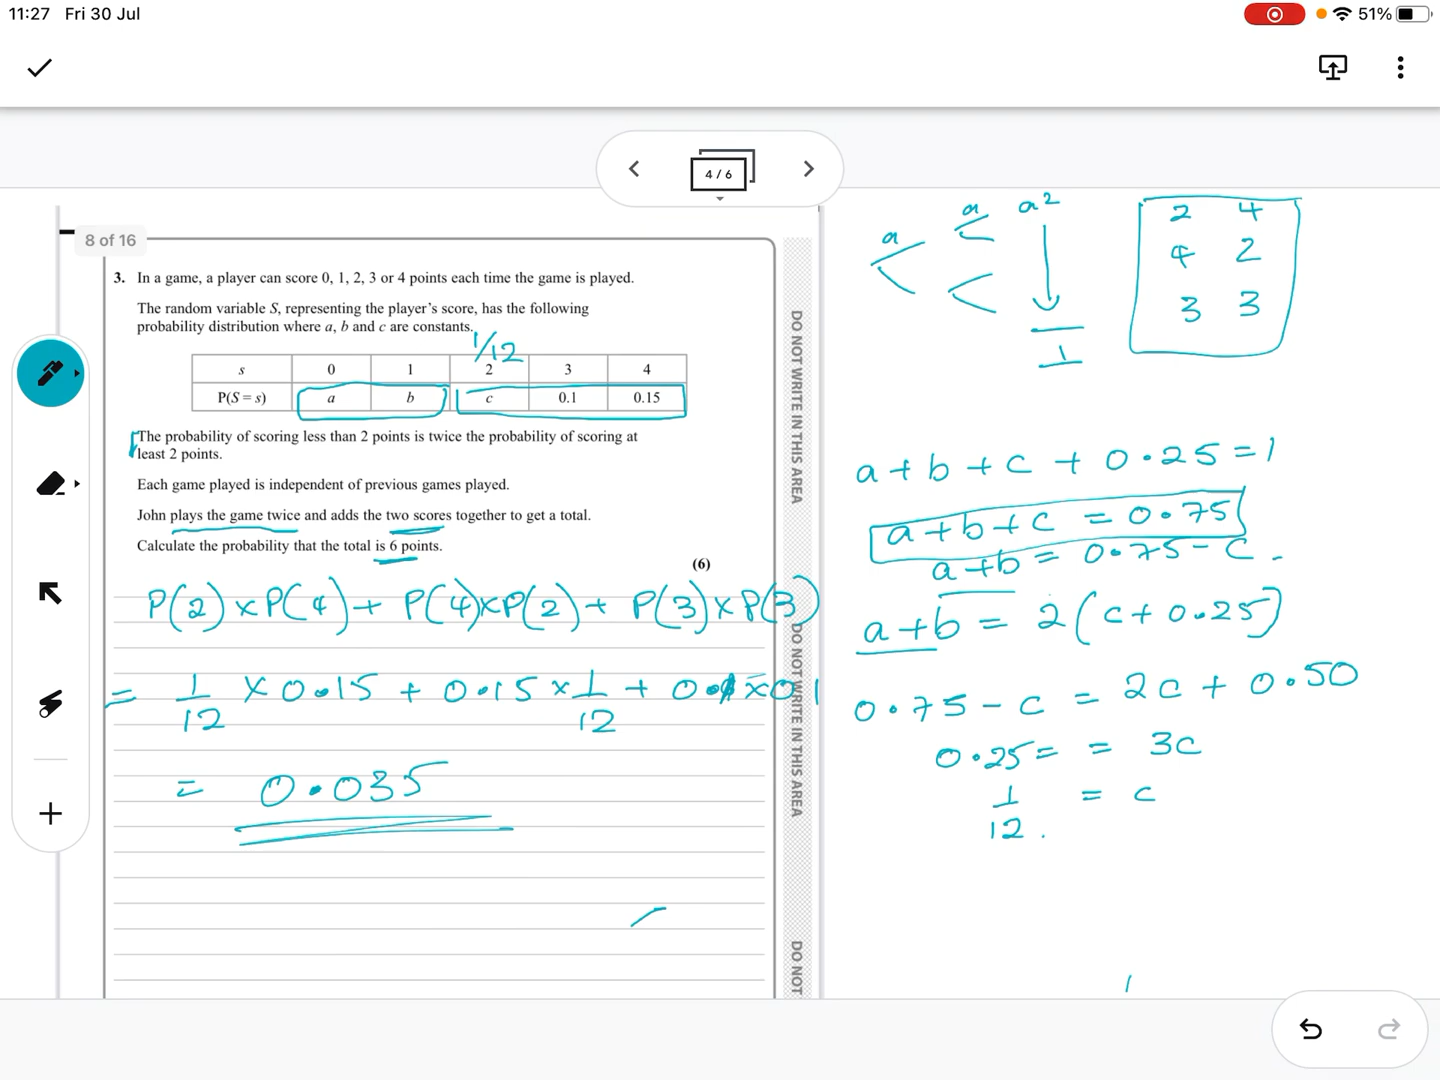 11:27 Fri 30 Jul
51%
4 / 6
8 of 16
3. In a game, a player can score 0, 1, 2, 3 or 4 points each time the game is played.
The random variable S, representing the player's score, has the following
probability distribution where a, b and c are constants.
1/12
s 0 1 2 3 4
P(S = s) a b c 0.1 0.15
The probability of scoring less than 2 points is twice the probability of scoring at
least 2 points.
Each game played is independent of previous games played.
John plays the game twice and adds the two scores together to get a total.
Calculate the probability that the total is 6 points.
(6)
P(2) x P(4) + P(4) x P(2) + P(3) x P(3)
= 1/12 x 0.15 + 0.15 x 1/12 + 0.1 x 0.1
= 0.035
DO NOT WRITE IN THIS AREA
DO NOT WRITE IN THIS AREA
DO NOT
a a a2
1
2 4
4 2
3 3
a + b + c + 0.25 = 1
a + b + c = 0.75
a + b = 0.75 - c
a + b = 2(c + 0.25)
0.75 - c = 2c + 0.50
0.25 = = 3c
1/12 = c